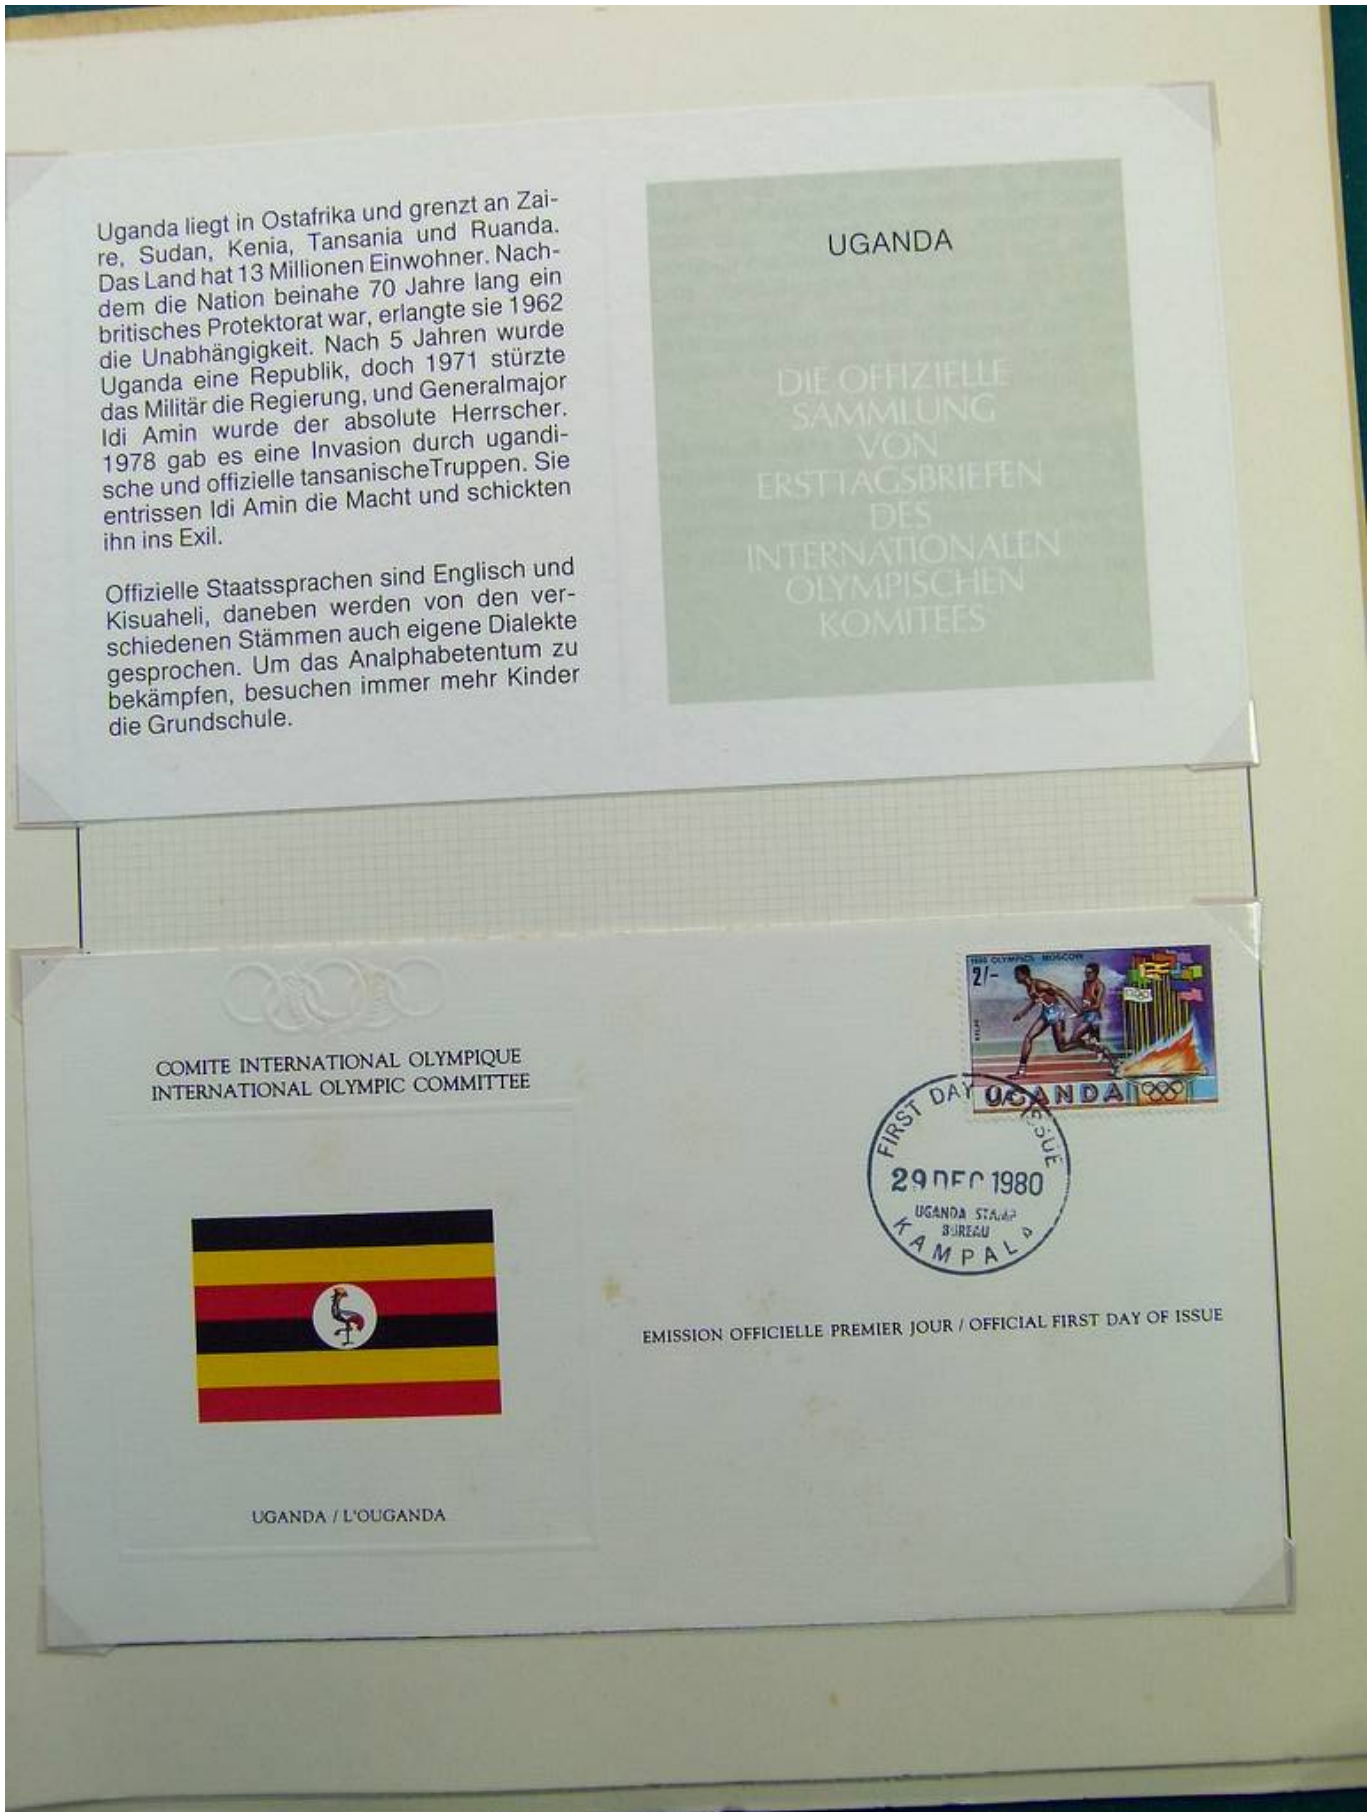 Uganda liegt in Ostafrika und grenzt an Zai-
re, Sudan, Kenia, Tansania und Ruanda.
Das Land hat 13 Millionen Einwohner. Nach-
dem die Nation beinahe 70 Jahre lang ein
britisches Protektorat war, erlangte sie 1962
die Unabhängigkeit. Nach 5 Jahren wurde
Uganda eine Republik, doch 1971 stürzte
das Militär die Regierung, und Generalmajor
Idi Amin wurde der absolute Herrscher.
1978 gab es eine Invasion durch ugandi-
sche und offizielle tansanische Truppen. Sie
entrissen Idi Amin die Macht und schickten
ihn ins Exil.
Offizielle Staatssprachen sind Englisch und
Kisuaheli, daneben werden von den ver-
schiedenen Stämmen auch eigene Dialekte
gesprochen. Um das Analphabetentum zu
bekämpfen, besuchen immer mehr Kinder
die Grundschule.
UGANDA
DIE OFFIZIELLE
SAMMLUNG
VON
ERSTTAGSBRIEFEN
DES
INTERNATIONALEN
OLYMPISCHEN
KOMITEES
COMITE INTERNATIONAL OLYMPIQUE
INTERNATIONAL OLYMPIC COMMITTEE
UGANDA / L'OUGANDA
1980 OLYMPICS MOSCOW
2/-
RELAY
UGANDA
FIRST DAY OF ISSUE
29 DEC 1980
UGANDA STAMP
BUREAU
KAMPALA
EMISSION OFFICIELLE PREMIER JOUR / OFFICIAL FIRST DAY OF ISSUE